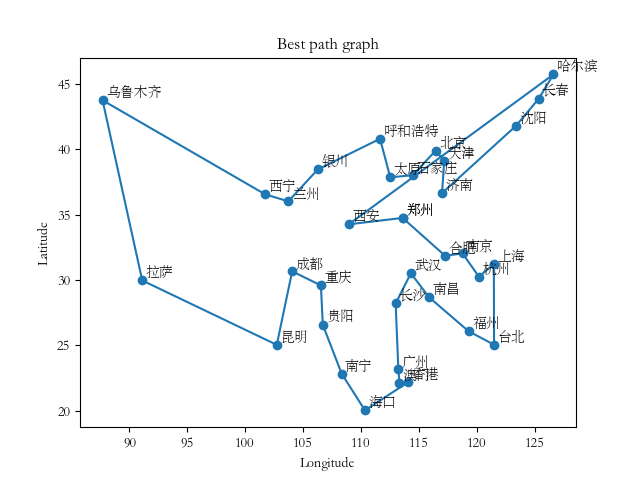 Best path graph
哈尔滨
长春
乌鲁木齐
沈阳
呼和浩特
北京
天津
银川
太原
石家庄
济南
西宁
兰州
西安
郑州
合肥
南京
上海
杭州
拉萨
成都
重庆
武汉
南昌
长沙
贵阳
福州
昆明
台北
南宁
广州
澳门
香港
海口
45
40
35
30
25
20
Latitude
90
95
100
105
110
115
120
125
Longitude